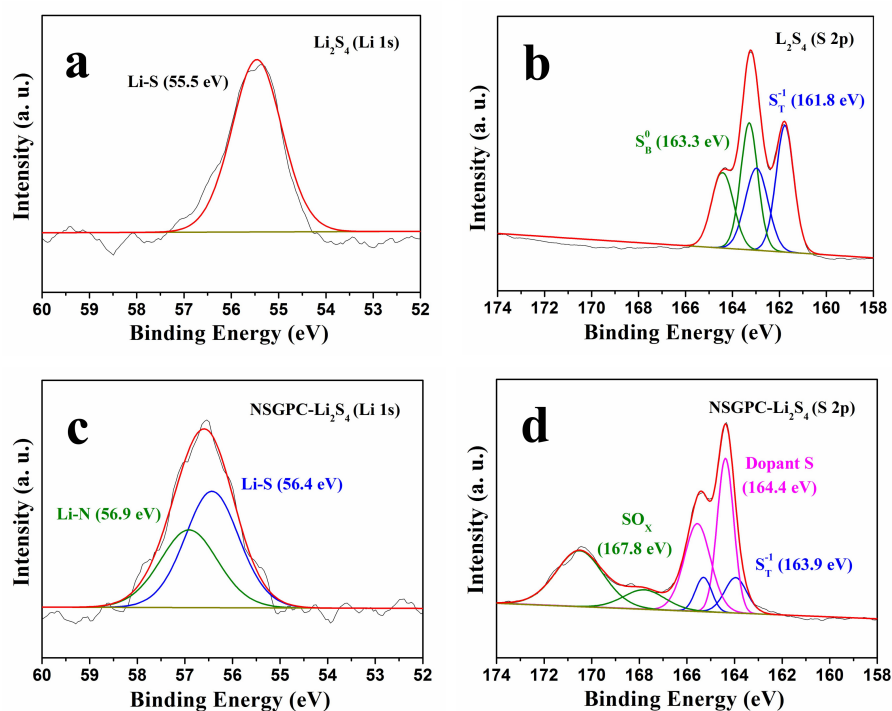 a
Li₂S₄ (Li 1s)
Li-S (55.5 eV)
Intensity (a. u.)
60 59 58 57 56 55 54 53 52
Binding Energy (eV)
b
L₂S₄ (S 2p)
S_T^-1 (161.8 eV)
S_B^0 (163.3 eV)
Intensity (a. u.)
174 172 170 168 166 164 162 160 158
Binding Energy (eV)
c
NSGPC-Li₂S₄ (Li 1s)
Li-S (56.4 eV)
Li-N (56.9 eV)
Intensity (a. u.)
60 59 58 57 56 55 54 53 52
Binding Energy (eV)
d
NSGPC-Li₂S₄ (S 2p)
Dopant S
(164.4 eV)
SO_X
(167.8 eV)
S_T^-1 (163.9 eV)
Intensity (a. u.)
174 172 170 168 166 164 162 160 158
Binding Energy (eV)